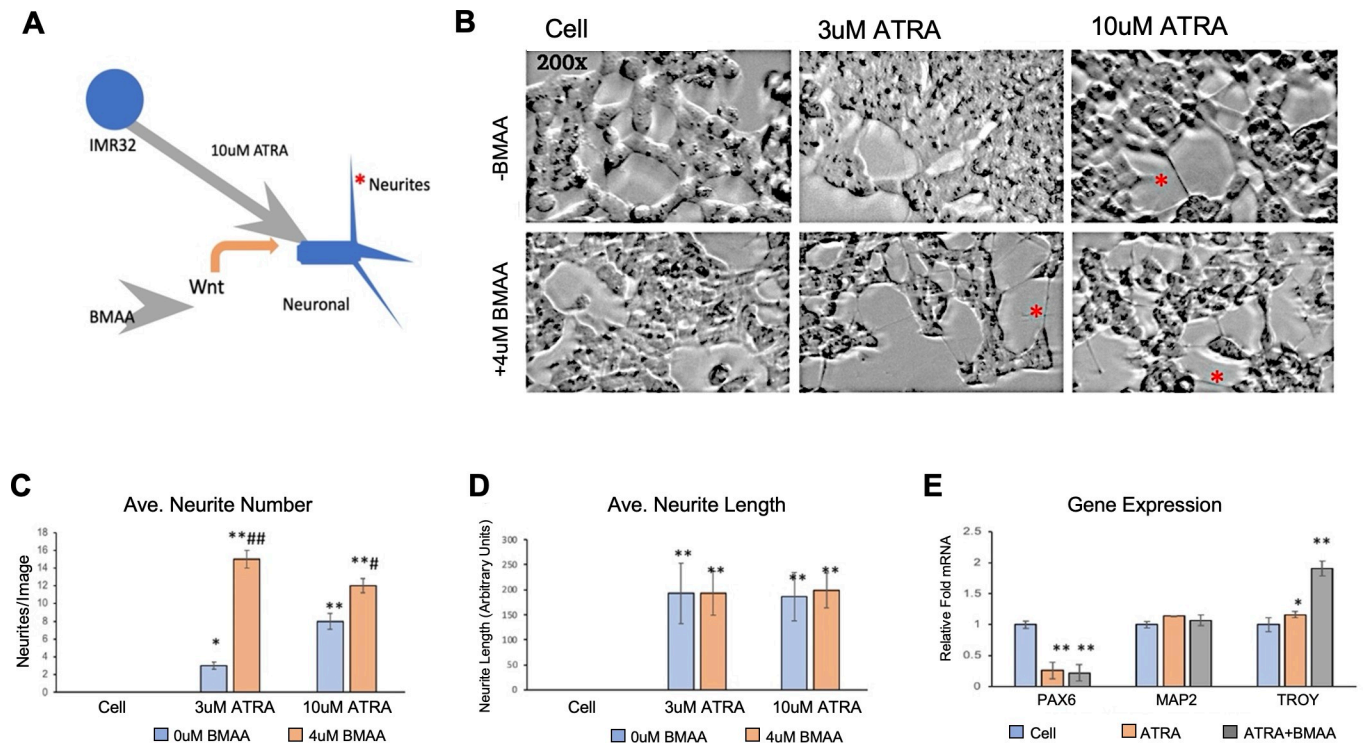 A
IMR32
10uM ATRA
* Neurites
Wnt
BMAA
Neuronal
B
Cell
3uM ATRA
10uM ATRA
200x
-BMAA
*
+4uM BMAA
*
*
C
Ave. Neurite Number
Neurites/Image
18
16
14
12
10
8
6
4
2
0
*
**##
**
**#
Cell
3uM ATRA
10uM ATRA
0uM BMAA
4uM BMAA
D
Ave. Neurite Length
Neurite Length (Arbitrary Units)
300
250
200
150
100
50
0
**
**
**
**
Cell
3uM ATRA
10uM ATRA
0uM BMAA
4uM BMAA
E
Gene Expression
Relative Fold mRNA
2.5
2
1.5
1
0.5
0
**
**
*
**
PAX6
MAP2
TROY
Cell
ATRA
ATRA+BMAA